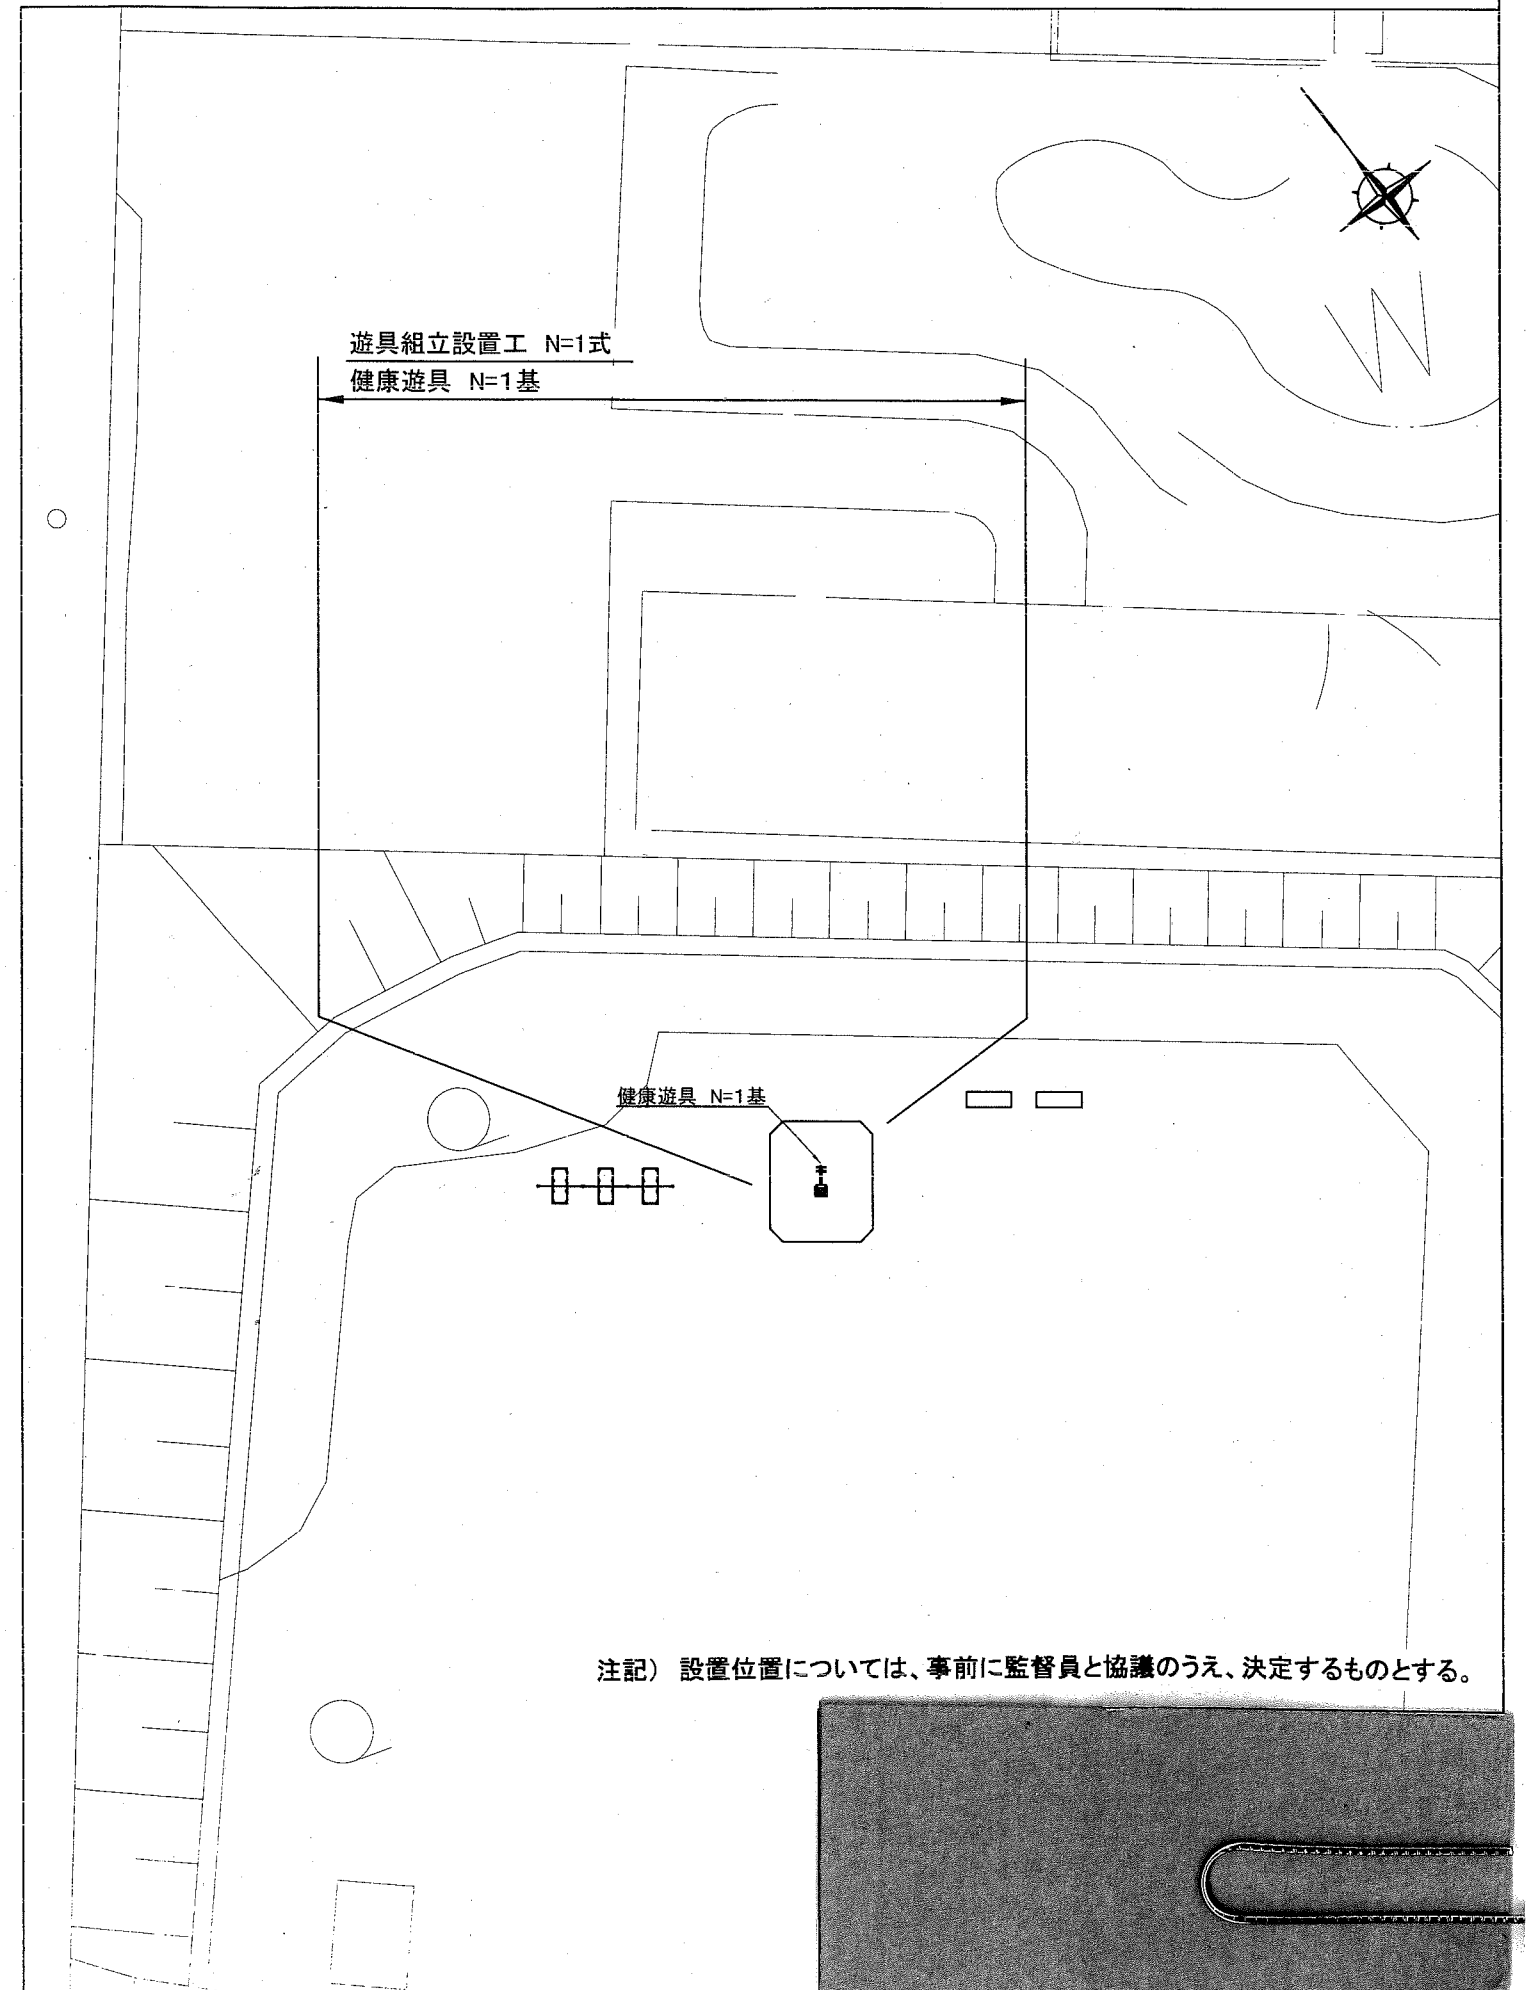 遊具組立設置工 N=1式
健康遊具 N=1基
健康遊具 N=1基
注記） 設置位置については、事前に監督員と協議のうえ、決定するものとする。